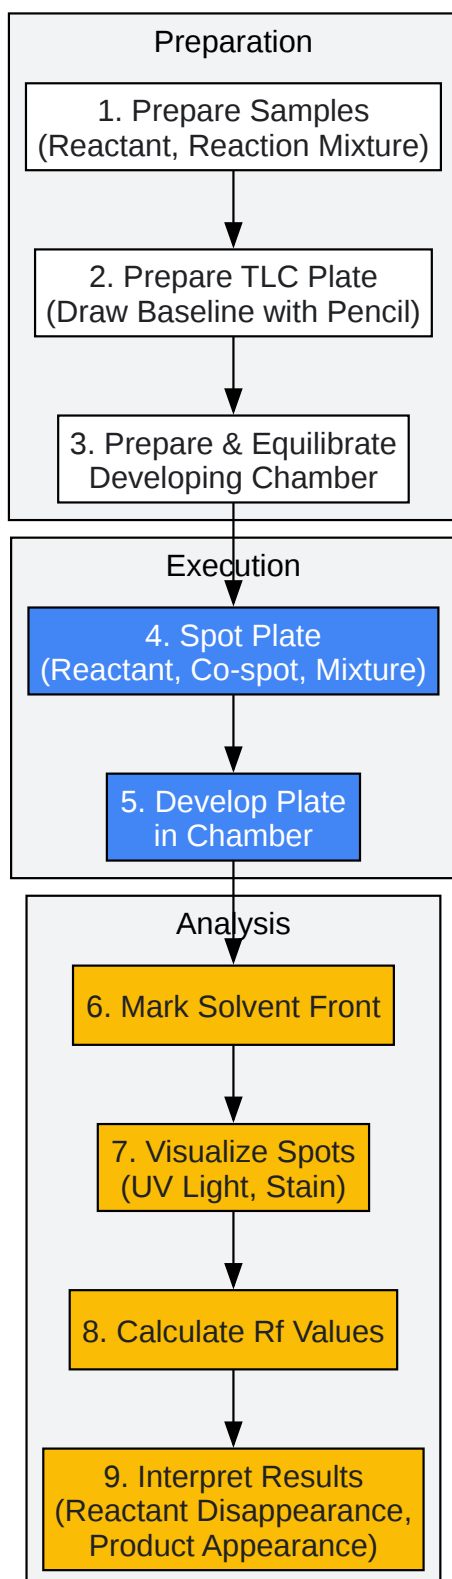 Preparation
1. Prepare Samples
(Reactant, Reaction Mixture)
2. Prepare TLC Plate
(Draw Baseline with Pencil)
3. Prepare & Equilibrate
Developing Chamber
Execution
4. Spot Plate
(Reactant, Co-spot, Mixture)
5. Develop Plate
in Chamber
Analysis
6. Mark Solvent Front
7. Visualize Spots
(UV Light, Stain)
8. Calculate Rf Values
9. Interpret Results
(Reactant Disappearance,
Product Appearance)